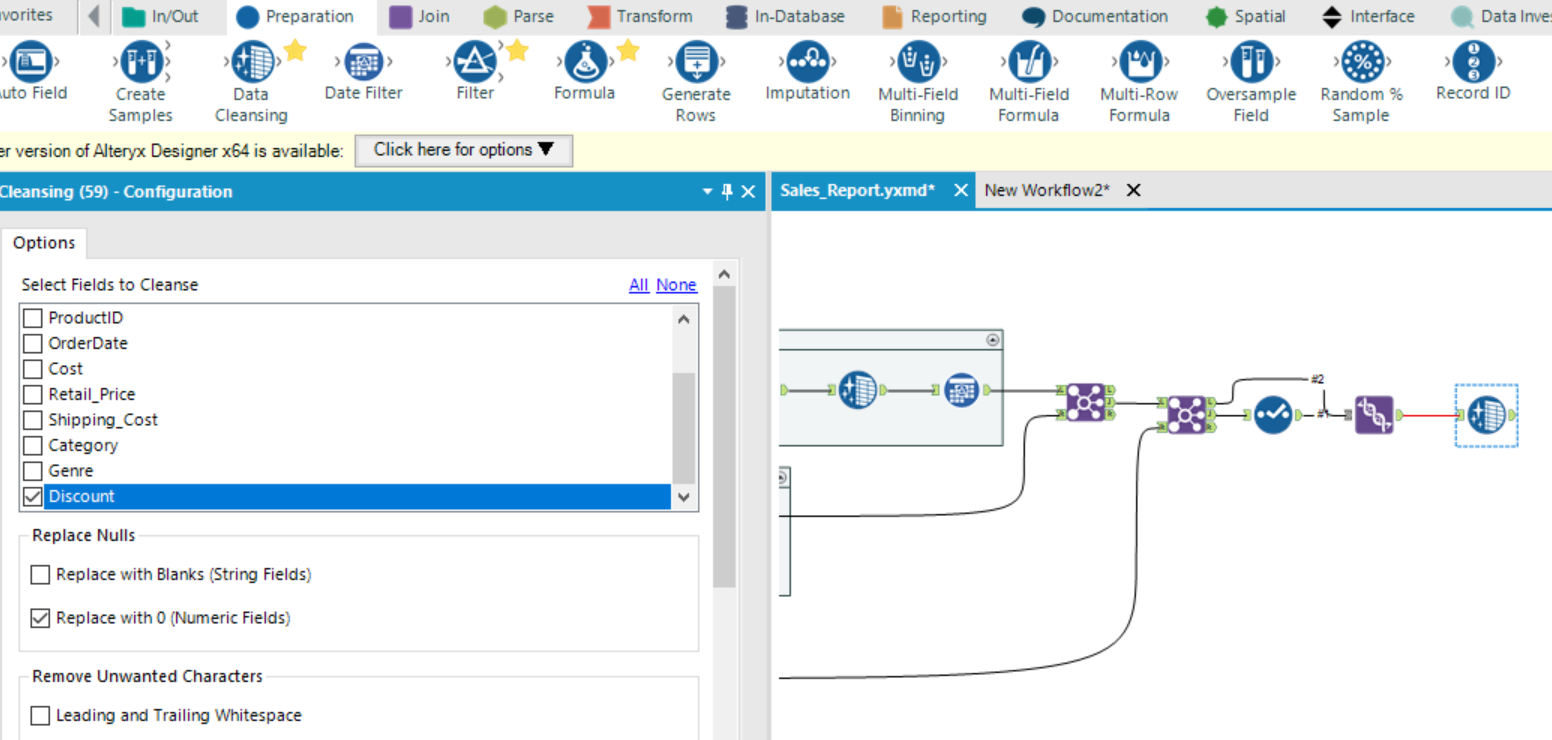 vorites In/Out Preparation Join Parse Transform In-Database Reporting Documentation Spatial Interface Data Inves
uto Field Create Samples Data Cleansing Date Filter Filter Formula Generate Rows Imputation Multi-Field Binning Multi-Field Formula Multi-Row Formula Oversample Field Random % Sample Record ID
er version of Alteryx Designer x64 is available: Click here for options
Cleansing (59) - Configuration
Sales_Report.yxmd* New Workflow2*
Options
Select Fields to Cleanse All None
ProductID
OrderDate
Cost
Retail_Price
Shipping_Cost
Category
Genre
Discount
Replace Nulls
Replace with Blanks (String Fields)
Replace with 0 (Numeric Fields)
Remove Unwanted Characters
Leading and Trailing Whitespace
#2
#1